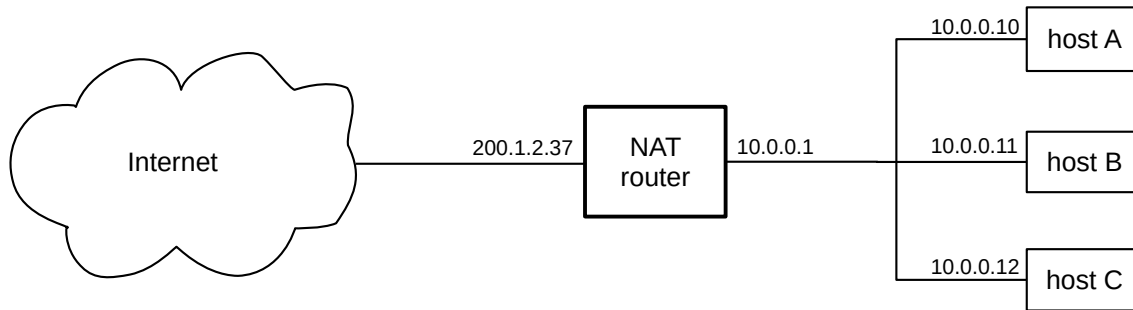 10.0.0.10
host A
Internet
200.1.2.37
NAT
router
10.0.0.1
10.0.0.11
host B
10.0.0.12
host C